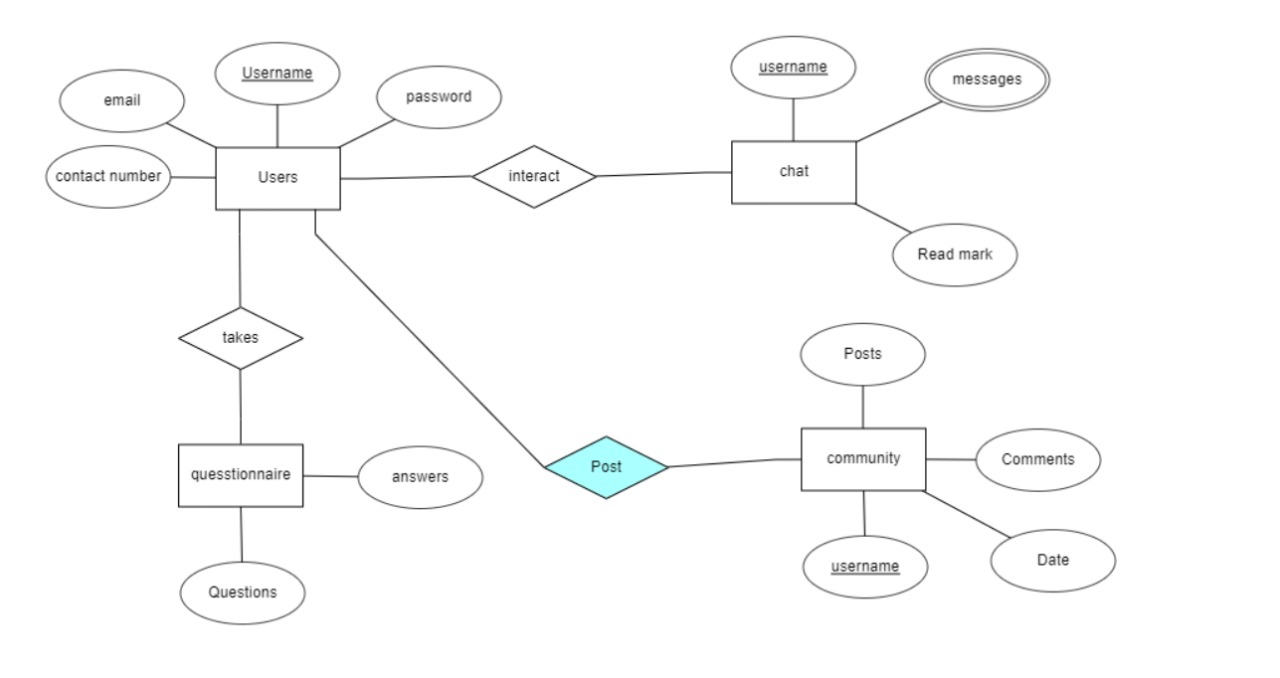 Username
username
messages
email
password
contact number
Users
interact
chat
Read mark
takes
Posts
quesstionnaire
answers
Post
community
Comments
Questions
username
Date